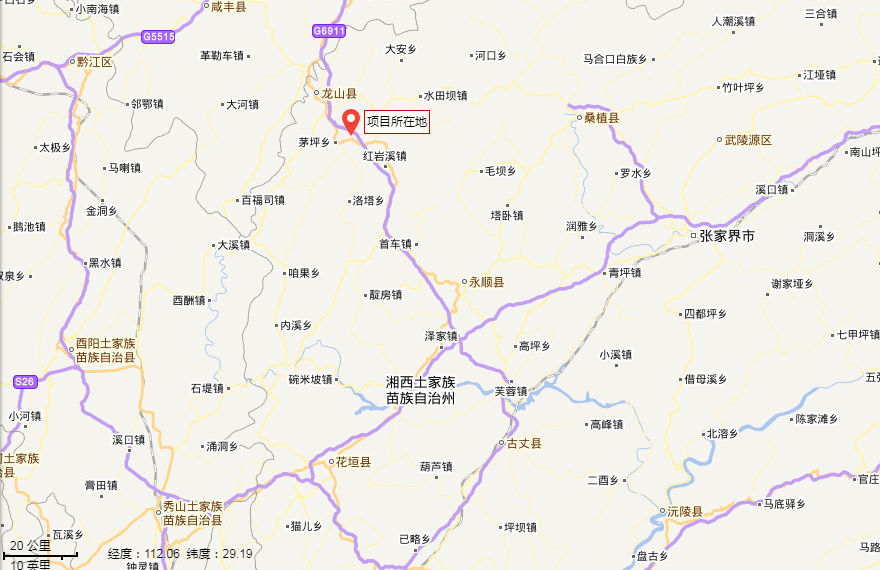 小南海镇
咸丰县
G5515
G6911
人潮溪镇
三合镇
石会镇
黔江区
革勒车镇
大安乡
河口乡
马合口白族乡
江垭镇
邻鄂镇
大河镇
龙山县
水田坝镇
竹叶坪乡
桑植县
项目所在地
太极乡
茅坪乡
武陵源区
红岩溪镇
南山坪
马喇镇
毛坝乡
罗水乡
溪口镇
金洞乡
百福司镇
洛塔乡
塔卧镇
鹅池镇
润雅乡
张家界市
洞溪乡
大溪镇
首车镇
黑水镇
咱果乡
青坪镇
永顺县
谢家垭乡
酉酬镇
靛房镇
四都坪乡
内溪乡
泽家镇
高坪乡
七甲坪镇
酉阳土家族
苗族自治县
小溪镇
S26
石堤镇
碗米坡镇
湘西土家族
苗族自治州
芙蓉镇
借母溪乡
小河镇
高峰镇
陈家滩乡
溪口镇
涌洞乡
古丈县
北溶乡
花垣县
葫芦镇
二酉乡
官庄
膏田镇
秀山土家族
苗族自治县
猫儿乡
坪坝镇
沅陵县
马底驿乡
瓦溪乡
已略乡
盘古乡
马路
20 公里
经度：112.06 纬度：29.19
10 英里
钟灵镇